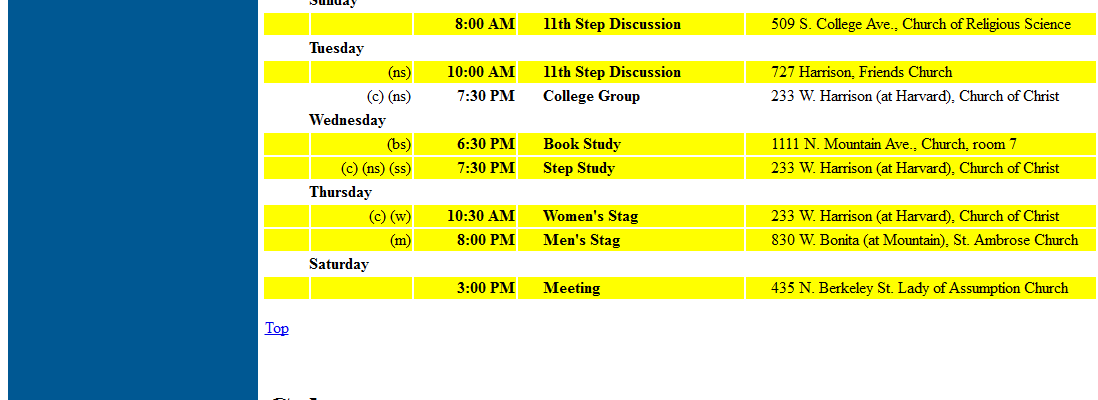 Sunday
8:00 AM 11th Step Discussion 509 S. College Ave., Church of Religious Science
Tuesday
(ns) 10:00 AM 11th Step Discussion 727 Harrison, Friends Church
(c) (ns) 7:30 PM College Group 233 W. Harrison (at Harvard), Church of Christ
Wednesday
(bs) 6:30 PM Book Study 1111 N. Mountain Ave., Church, room 7
(c) (ns) (ss) 7:30 PM Step Study 233 W. Harrison (at Harvard), Church of Christ
Thursday
(c) (w) 10:30 AM Women's Stag 233 W. Harrison (at Harvard), Church of Christ
(m) 8:00 PM Men's Stag 830 W. Bonita (at Mountain), St. Ambrose Church
Saturday
3:00 PM Meeting 435 N. Berkeley St. Lady of Assumption Church
Top